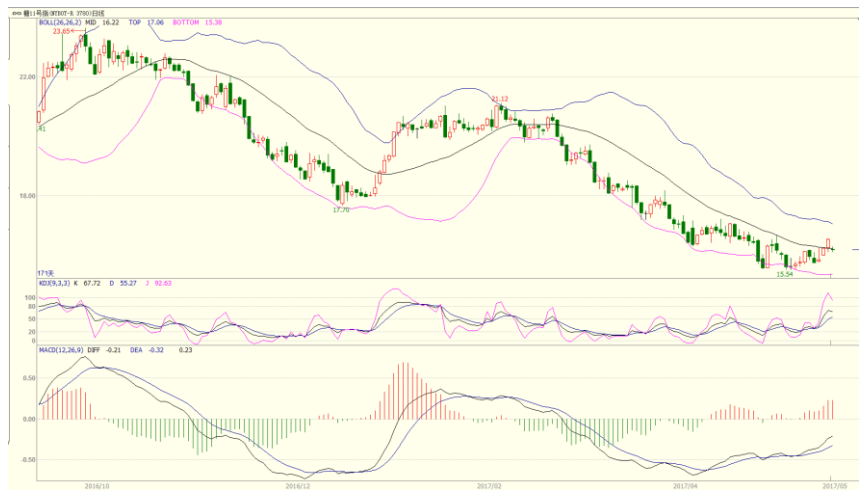 糖11号指(NYBOT-R 3780)日线
BOLL(26,26,2) MID 16.22 TOP 17.06 BOTTOM 15.38
23.65
22.00
.41
21.12
18.00
17.70
15.54
171天
KDJ(9,3,3) K 67.72 D 55.27 J 92.63
100
80
50
20
0
MACD(12,26,9) DIFF -0.21 DEA -0.32 0.23
0.50
0.00
-0.50
2016/10 2016/12 2017/02 2017/04 2017/05